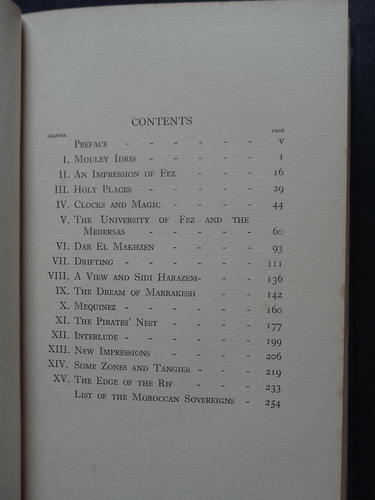 CONTENTS
CHAPTER PAGE
PREFACE - - - - - - V
I. MOULEY IDRIS - - - - - 1
II. AN IMPRESSION OF FEZ - - - 16
III. HOLY PLACES - - - - - 29
IV. CLOCKS AND MAGIC - - - - 44
V. THE UNIVERSITY OF FEZ AND THE
MEDERSAS - - - - - 60
VI. DAR EL MAKHZEN - - - - 93
VII. DRIFTING - - - - - - 111
VIII. A VIEW AND SIDI HARAZEM- - - 136
IX. THE DREAM OF MARRAKESH - - 142
X. MEQUINEZ - - - - - - 160
XI. THE PIRATES' NEST - - - - 177
XII. INTERLUDE - - - - - 199
XIII. NEW IMPRESSIONS - - - - 206
XIV. SOME ZONES AND TANGIER - - - 219
XV. THE EDGE OF THE RIF - - - 233
LIST OF THE MOROCCAN SOVEREIGNS - 254